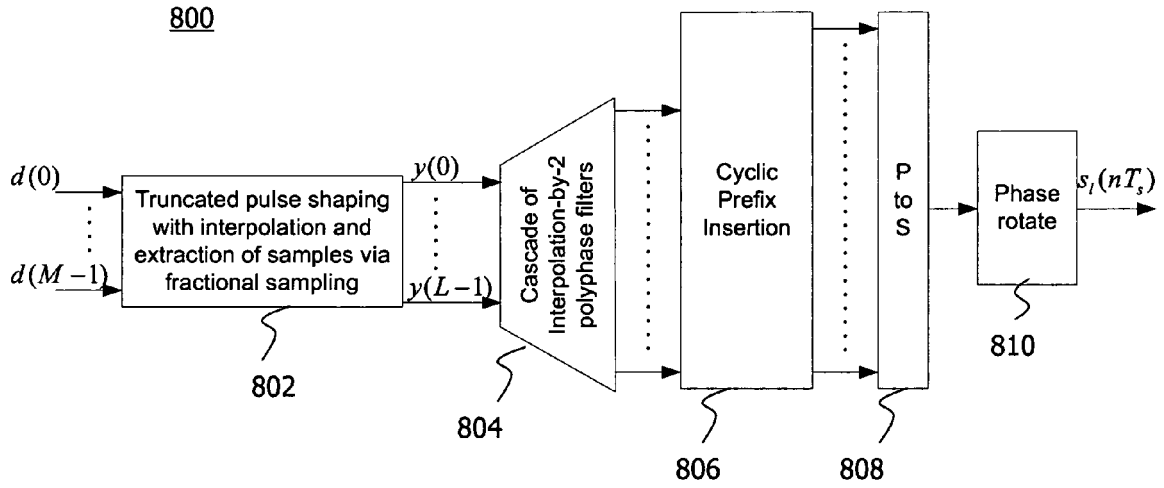 800
d(0)
d(M-1)
Truncated pulse shaping
with interpolation and
extraction of samples via
fractional sampling
802
y(0)
y(L-1)
Cascade of
Interpolation-by-2
polyphase filters
804
Cyclic
Prefix
Insertion
806
P
to
S
808
Phase
rotate
810
s_l(nT_s)